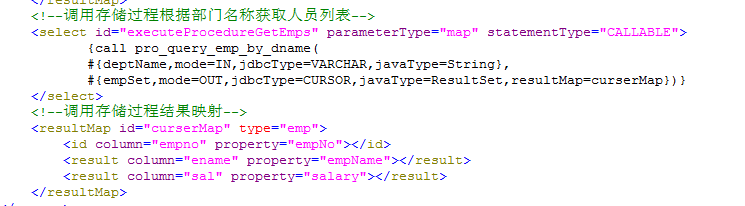 </resultMap>
<!--调用存储过程根据部门名称获取人员列表-->
<select id="executeProcedureGetEmps" parameterType="map" statementType="CALLABLE">
{call pro_query_emp_by_dname(
#{deptName,mode=IN,jdbcType=VARCHAR,javaType=String},
#{empSet,mode=OUT,jdbcType=CURSOR,javaType=ResultSet,resultMap=curserMap})}
</select>
<!--调用存储过程结果映射-->
<resultMap id="curserMap" type="emp">
<id column="empno" property="empNo"></id>
<result column="ename" property="empName"></result>
<result column="sal" property="salary"></result>
</resultMap>